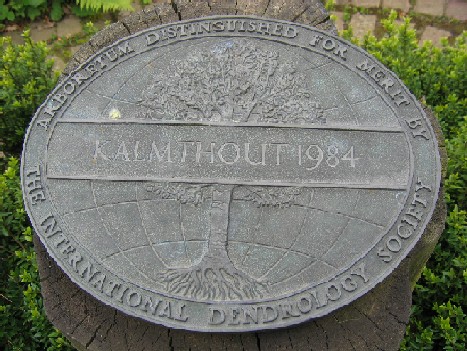 ARBORETUM DISTINGUISHED FOR MERIT BY
KALMTHOUT 1984
THE INTERNATIONAL DENDROLOGY SOCIETY